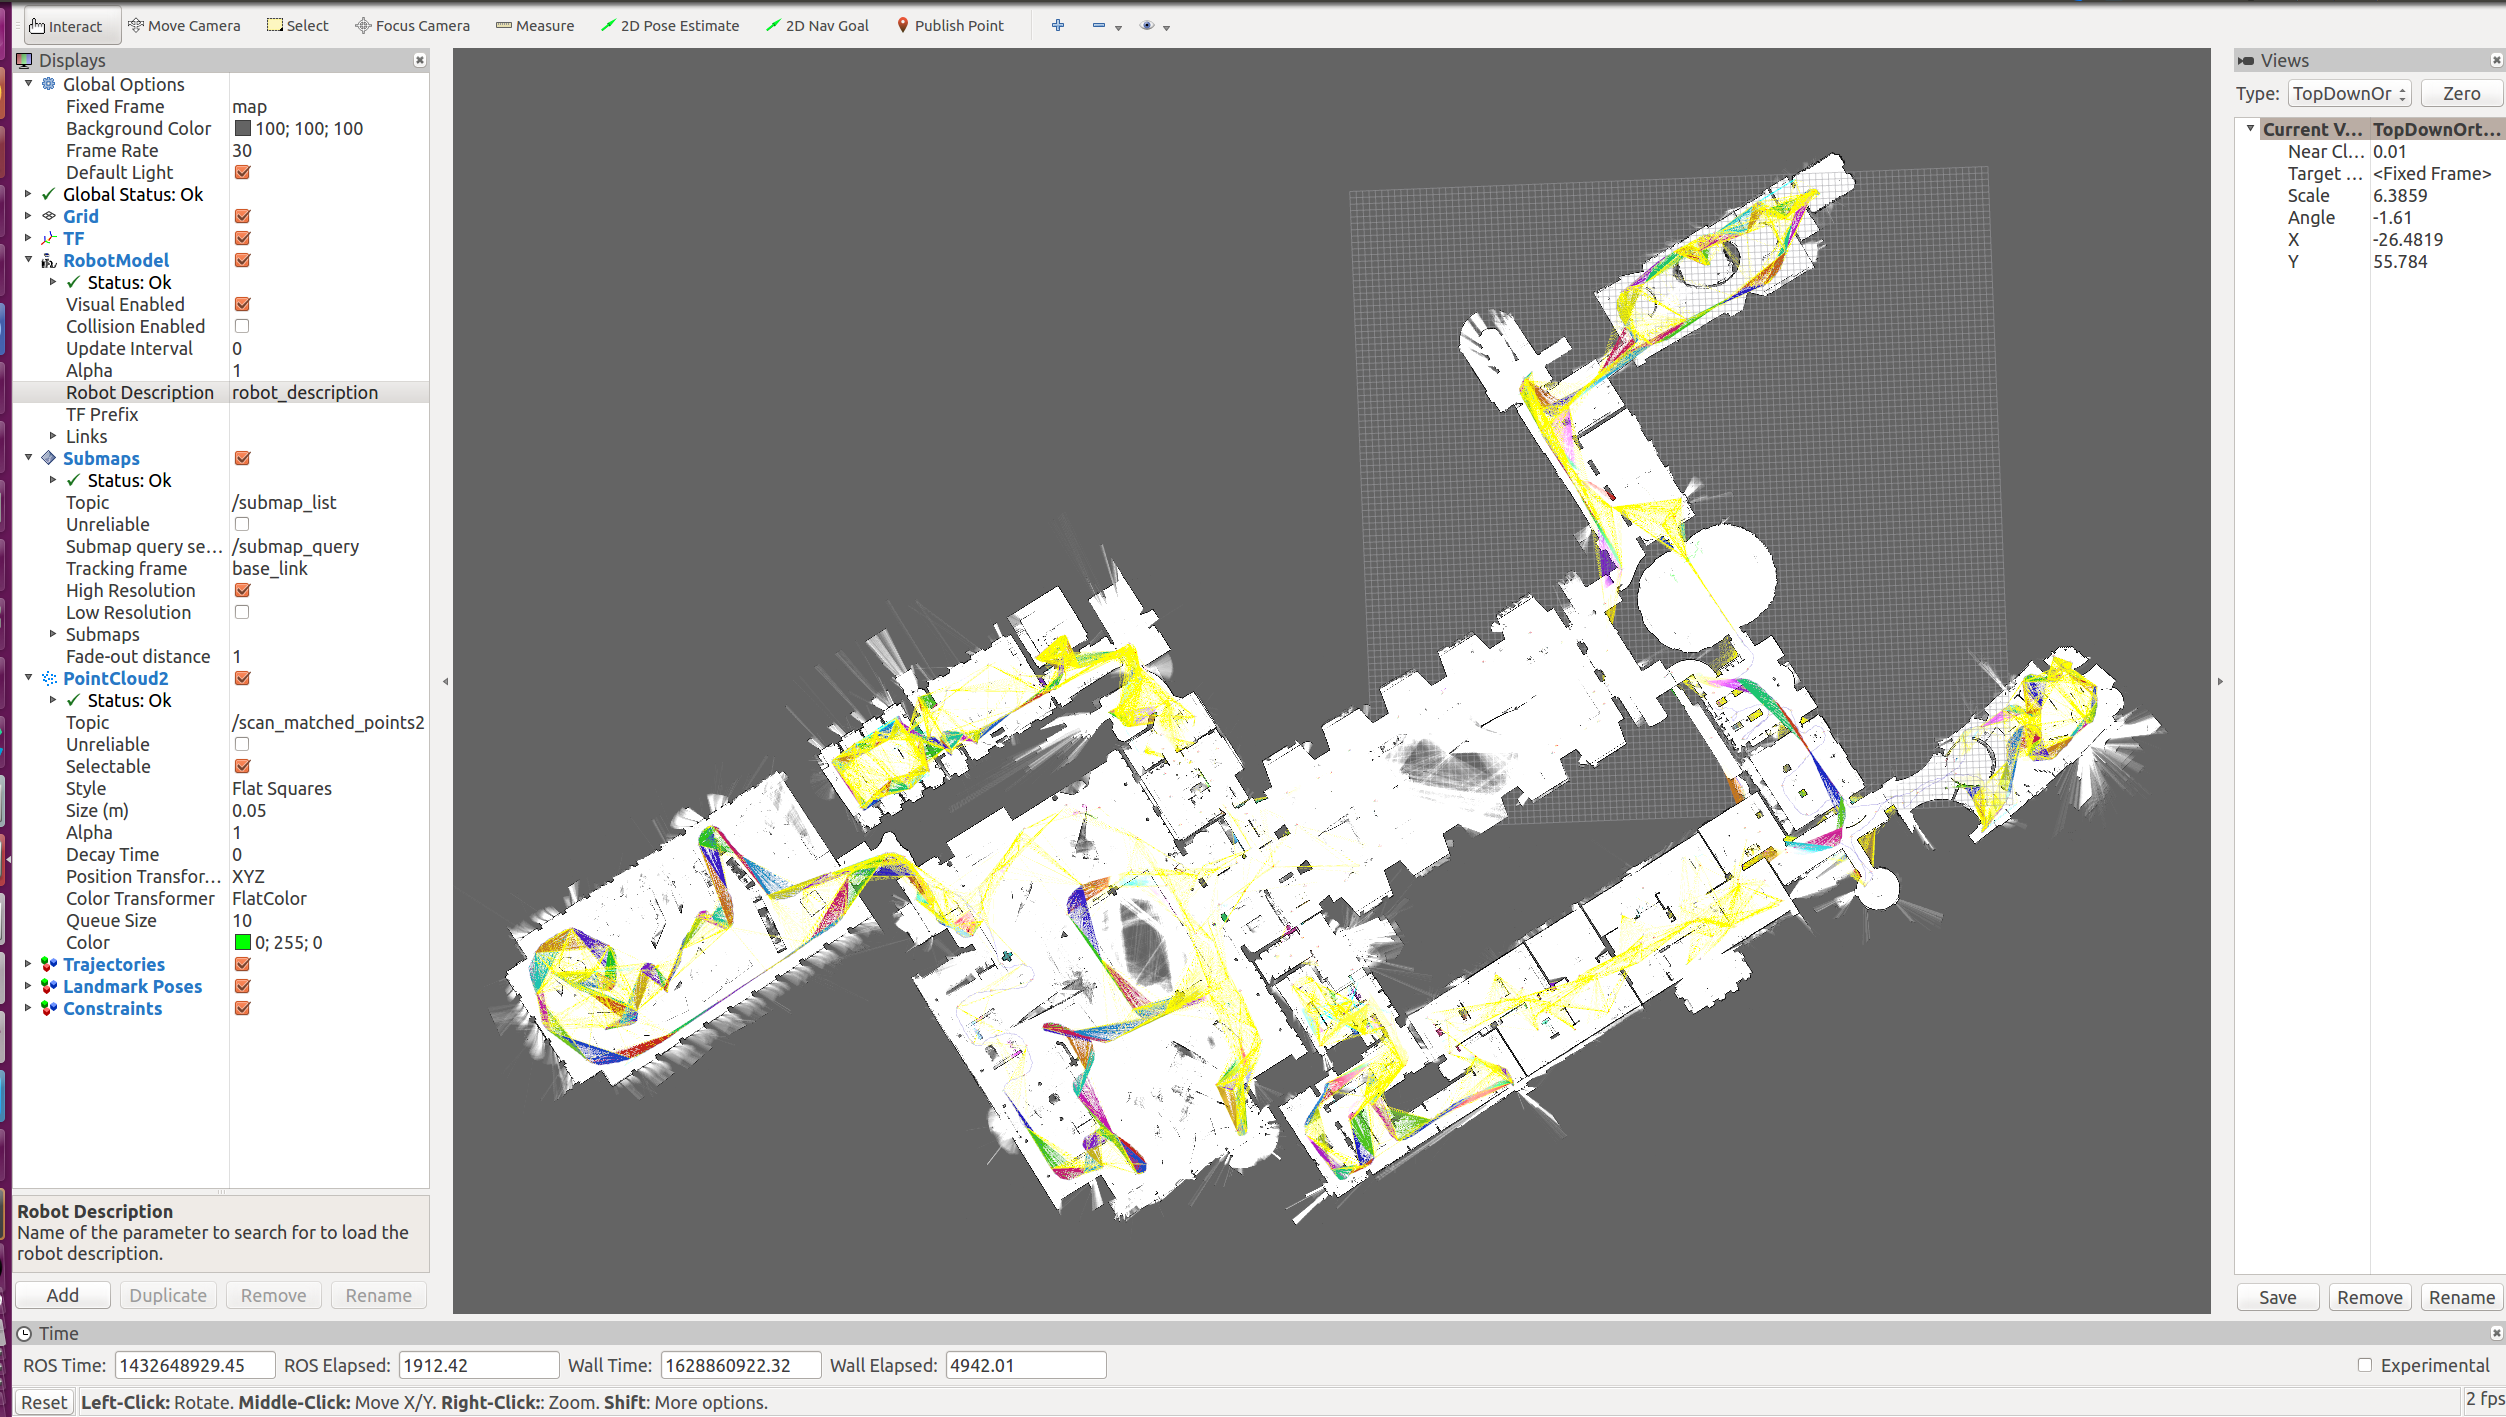 Interact Move Camera Select Focus Camera Measure 2D Pose Estimate 2D Nav Goal Publish Point
Displays
Global Options
Fixed Frame map
Background Color 100; 100; 100
Frame Rate 30
Default Light
Global Status: Ok
Grid
TF
RobotModel
Status: Ok
Visual Enabled
Collision Enabled
Update Interval 0
Alpha 1
Robot Description robot_description
TF Prefix
Links
Submaps
Status: Ok
Topic /submap_list
Unreliable
Submap query se... /submap_query
Tracking frame base_link
High Resolution
Low Resolution
Submaps
Fade-out distance 1
PointCloud2
Status: Ok
Topic /scan_matched_points2
Unreliable
Selectable
Style Flat Squares
Size (m) 0.05
Alpha 1
Decay Time 0
Position Transfor... XYZ
Color Transformer FlatColor
Queue Size 10
Color 0; 255; 0
Trajectories
Landmark Poses
Constraints
Robot Description
Name of the parameter to search for to load the
robot description.
Add Duplicate Remove Rename
Views
Type: TopDownOr Zero
Current V... TopDownOrt...
Near Cl... 0.01
Target ... <Fixed Frame>
Scale 6.3859
Angle -1.61
X -26.4819
Y 55.784
Save Remove Rename
Time
ROS Time: 1432648929.45 ROS Elapsed: 1912.42 Wall Time: 1628860922.32 Wall Elapsed: 4942.01 Experimental
Reset Left-Click: Rotate. Middle-Click: Move X/Y. Right-Click:: Zoom. Shift: More options. 2 fps